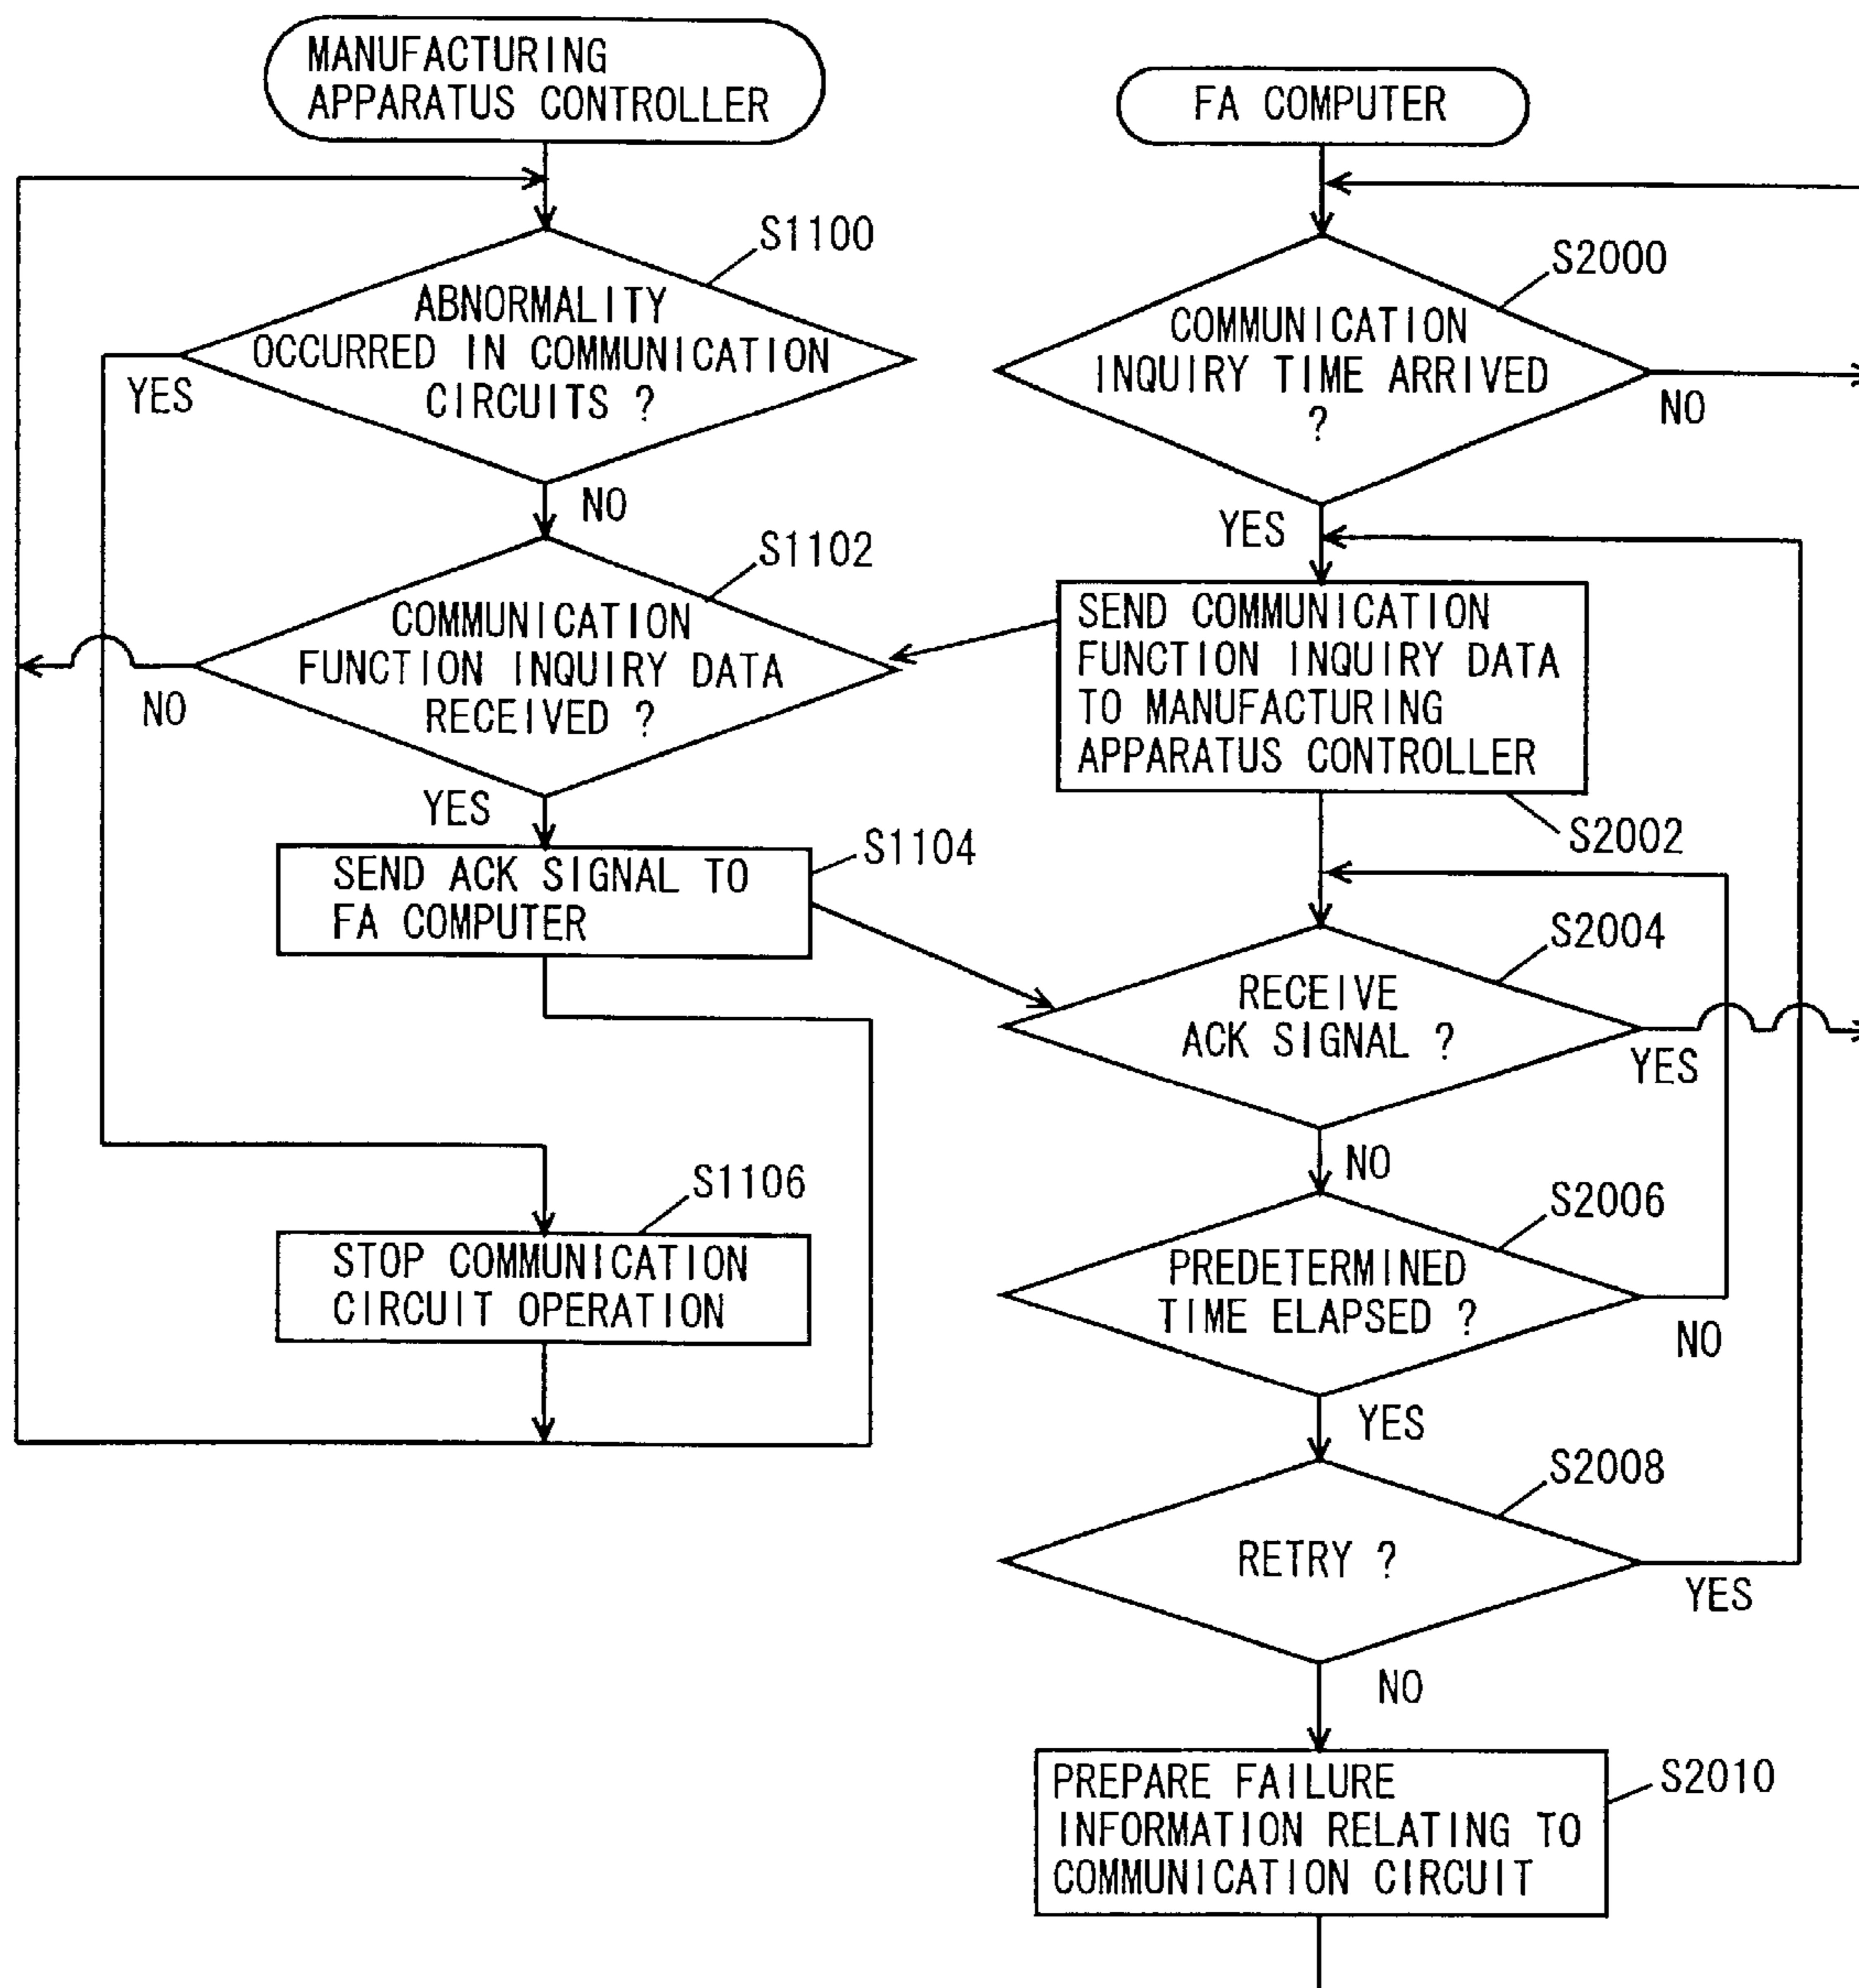 MANUFACTURING
APPARATUS CONTROLLER
S1100
ABNORMALITY
OCCURRED IN COMMUNICATION
CIRCUITS ?
YES
NO
S1102
COMMUNICATION
FUNCTION INQUIRY DATA
RECEIVED ?
NO
YES
S1104
SEND ACK SIGNAL TO
FA COMPUTER
S1106
STOP COMMUNICATION
CIRCUIT OPERATION
FA COMPUTER
S2000
COMMUNICATION
INQUIRY TIME ARRIVED
?
NO
YES
SEND COMMUNICATION
FUNCTION INQUIRY DATA
TO MANUFACTURING
APPARATUS CONTROLLER
S2002
S2004
RECEIVE
ACK SIGNAL ?
YES
NO
S2006
PREDETERMINED
TIME ELAPSED ?
NO
YES
S2008
RETRY ?
YES
NO
S2010
PREPARE FAILURE
INFORMATION RELATING TO
COMMUNICATION CIRCUIT